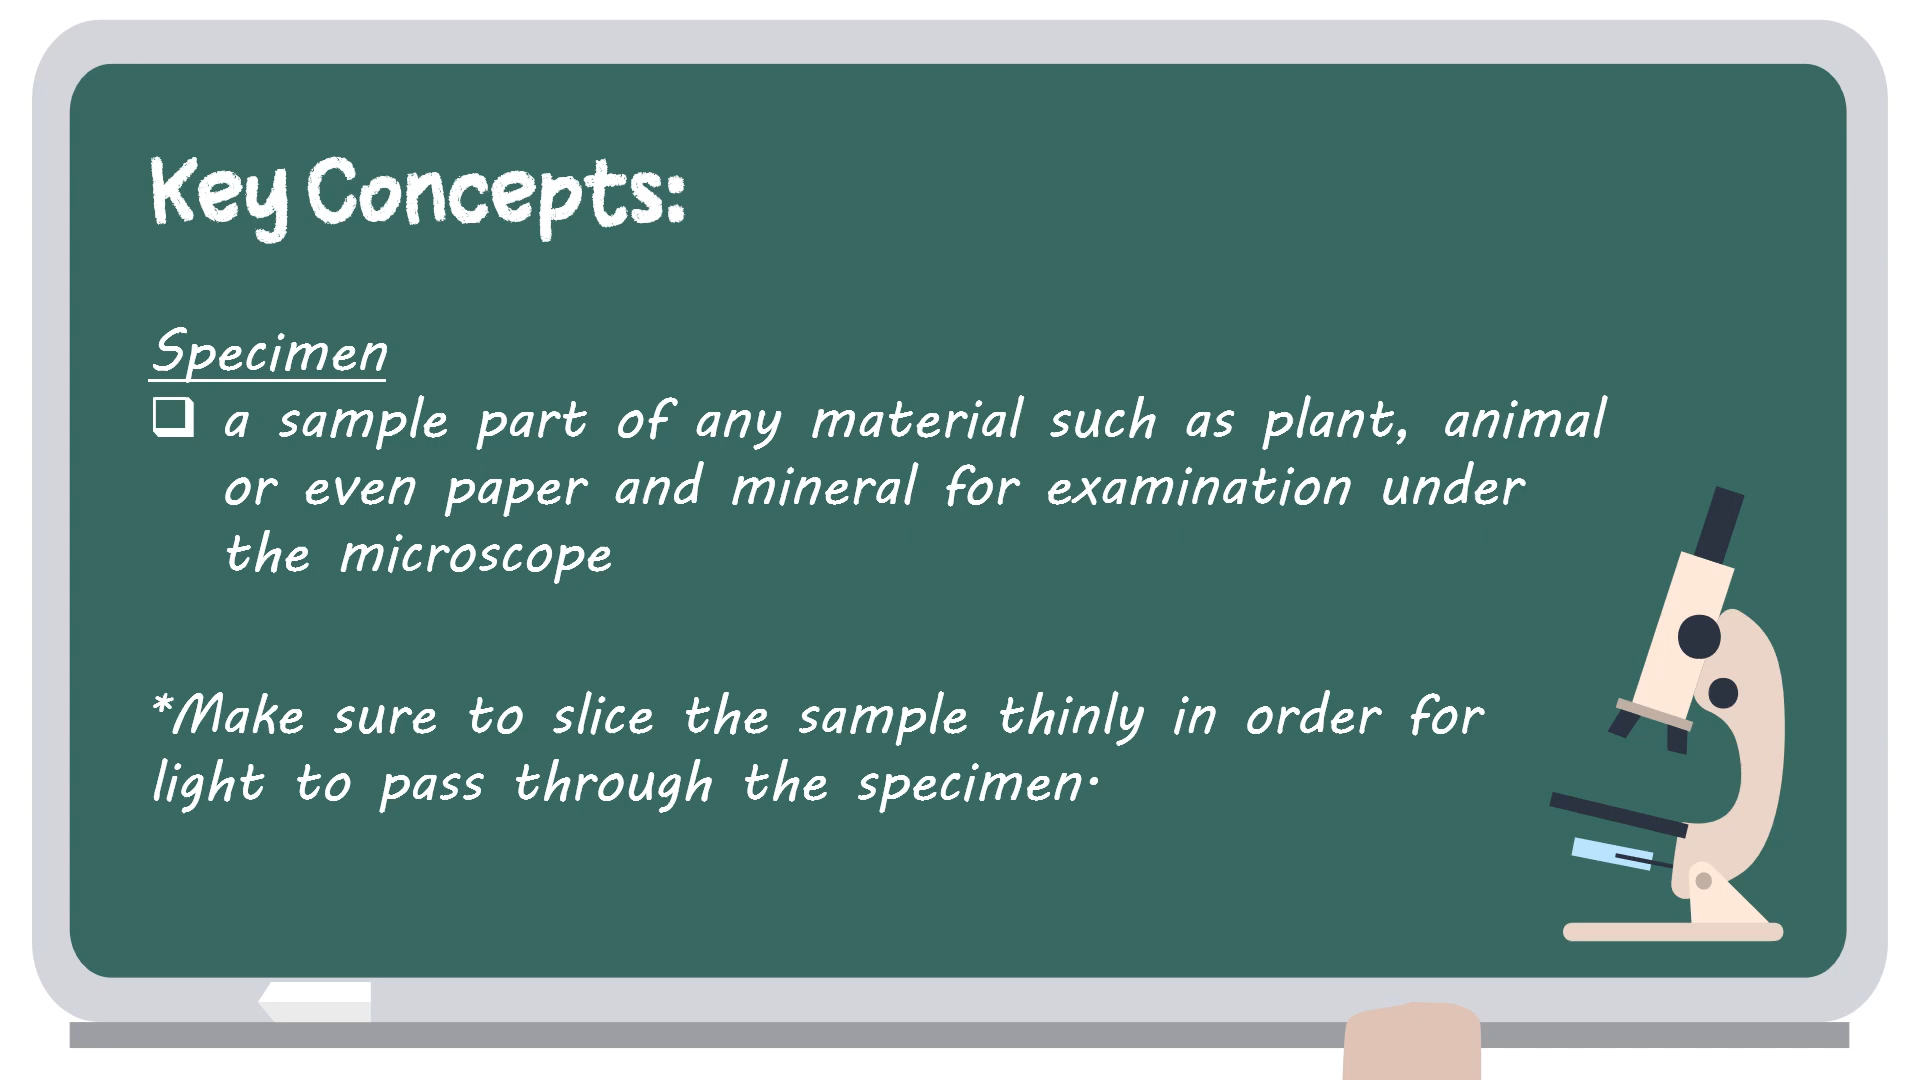 Key Concepts:
Specimen
❑ a sample part of any material such as plant, animal
or even paper and mineral for examination under
the microscope
*Make sure to slice the sample thinly in order for
light to pass through the specimen.